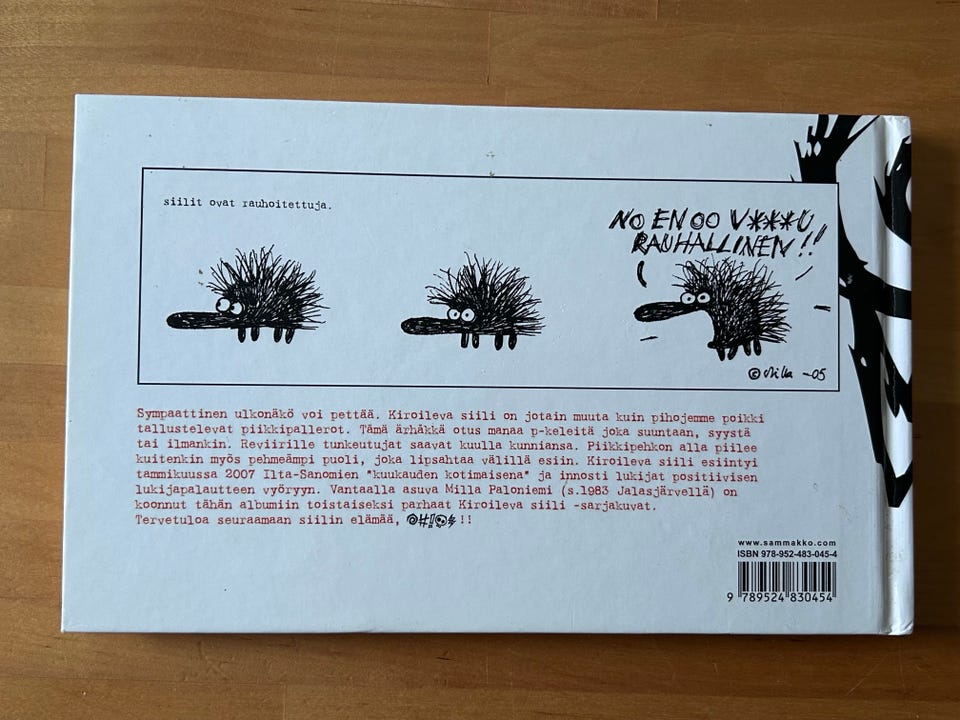 siilit ovat rauhoitettuja.
NO EN OO V***U
RAUHALLINEN!!
© Milla -05
Sympaattinen ulkonäkö voi pettää. Kiroileva siili on jotain muuta kuin pihojemme poikki
tallustelevat piikkipallerot. Tämä ärhäkkä otus manaa p-keleitä joka suuntaan, syystä
tai ilmankin. Reviirille tunkeutujat saavat kuulla kunniansa. Piikkipehkon alla piilee
kuitenkin myös pehmeämpi puoli, joka lipsahtaa välillä esiin. Kiroileva siili esiintyi
tammikuussa 2007 Ilta-Sanomien "kuukauden kotimaisena" ja innosti lukijat positiivisen
lukijapalautteen vyöryyn. Vantaalla asuva Milla Paloniemi (s.1983 Jalasjärvellä) on
koonnut tähän albumiin toistaiseksi parhaat Kiroileva siili -sarjakuvat.
Tervetuloa seuraamaan siilin elämää, @#!☠⚡!!
www.sammakko.com
ISBN 978-952-483-045-4
9 789524 830454